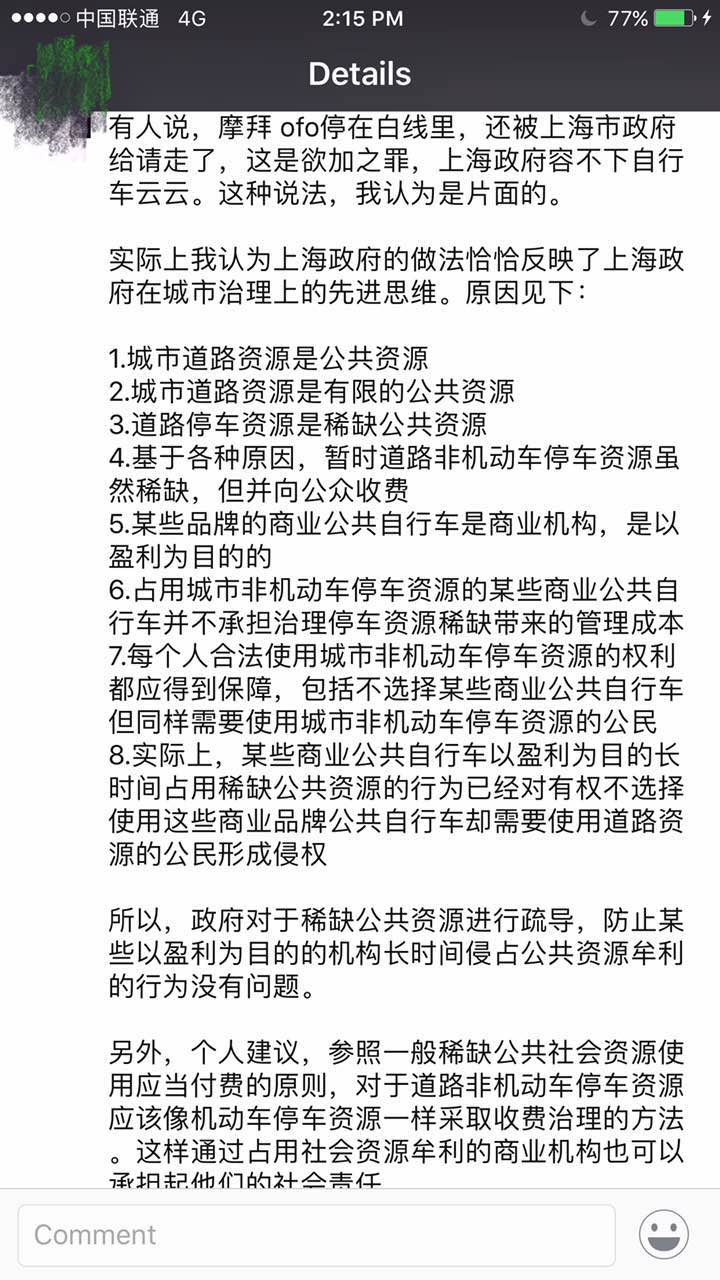 中国联通 4G 2:15 PM 77%
Details
有人说，摩拜 ofo停在白线里，还被上海市政府
给请走了，这是欲加之罪，上海政府容不下自行
车云云。这种说法，我认为是片面的。
实际上我认为上海政府的做法恰恰反映了上海政
府在城市治理上的先进思维。原因见下：
1.城市道路资源是公共资源
2.城市道路资源是有限的公共资源
3.道路停车资源是稀缺公共资源
4.基于各种原因，暂时道路非机动车停车资源虽
然稀缺，但并向公众收费
5.某些品牌的商业公共自行车是商业机构，是以
盈利为目的的
6.占用城市非机动车停车资源的某些商业公共自
行车并不承担治理停车资源稀缺带来的管理成本
7.每个人合法使用城市非机动车停车资源的权利
都应得到保障，包括不选择某些商业公共自行车
但同样需要使用城市非机动车停车资源的公民
8.实际上，某些商业公共自行车以盈利为目的长
时间占用稀缺公共资源的行为已经对有权不选择
使用这些商业品牌公共自行车却需要使用道路资
源的公民形成侵权
所以，政府对于稀缺公共资源进行疏导，防止某
些以盈利为目的的机构长时间侵占公共资源牟利
的行为没有问题。
另外，个人建议，参照一般稀缺公共社会资源使
用应当付费的原则，对于道路非机动车停车资源
应该像机动车停车资源一样采取收费治理的方法
。这样通过占用社会资源牟利的商业机构也可以
承担起他们的社会责任
Comment